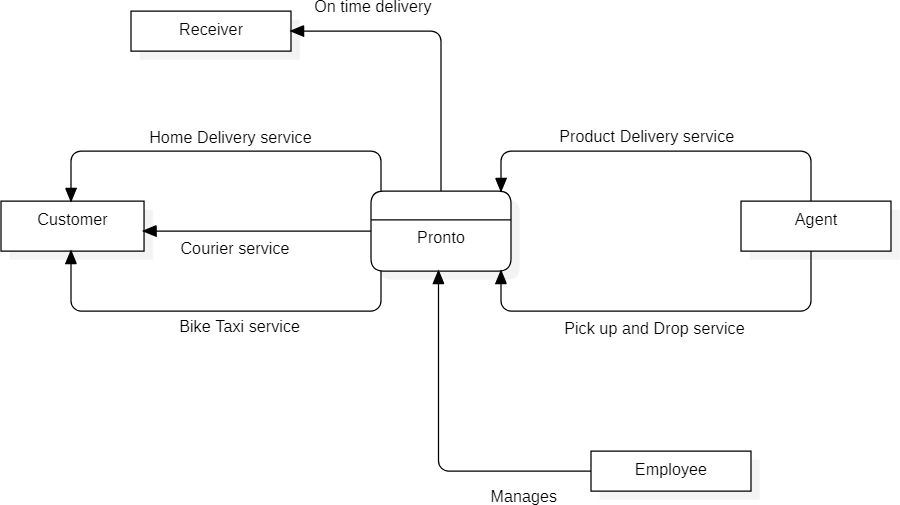 On time delivery
Receiver
Home Delivery service
Product Delivery service
Customer
Agent
Pronto
Courier service
Bike Taxi service
Pick up and Drop service
Employee
Manages